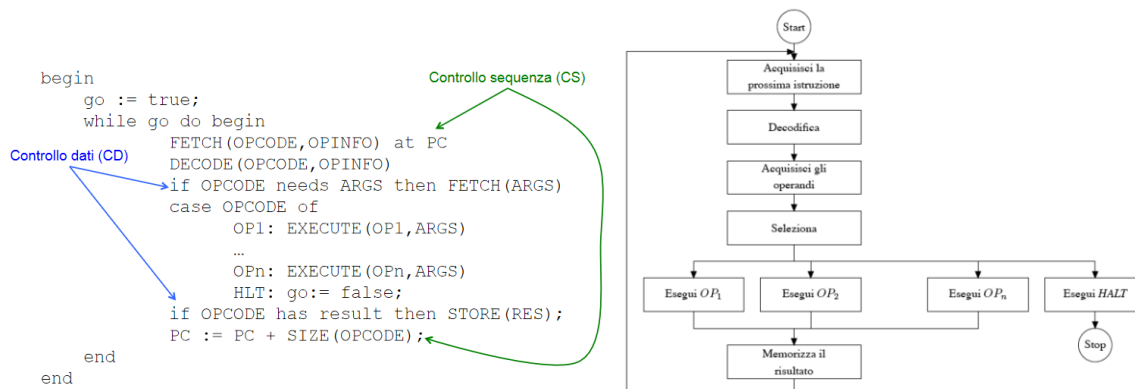 begin
go := true;
while go do begin
FETCH(OPCODE,OPINFO) at PC
DECODE(OPCODE,OPINFO)
if OPCODE needs ARGS then FETCH(ARGS)
case OPCODE of
OP1: EXECUTE(OP1,ARGS)
…
OPn: EXECUTE(OPn,ARGS)
HLT: go:= false;
if OPCODE has result then STORE(RES);
PC := PC + SIZE(OPCODE);
end
end
Controllo sequenza (CS)
Controllo dati (CD)
Start
Acquisisci la
prossima istruzione
Decodifica
Acquisisci gli
operandi
Seleziona
Esegui OP1
Esegui OP2
Esegui OPn
Esegui HALT
Stop
Memorizza il
risultato